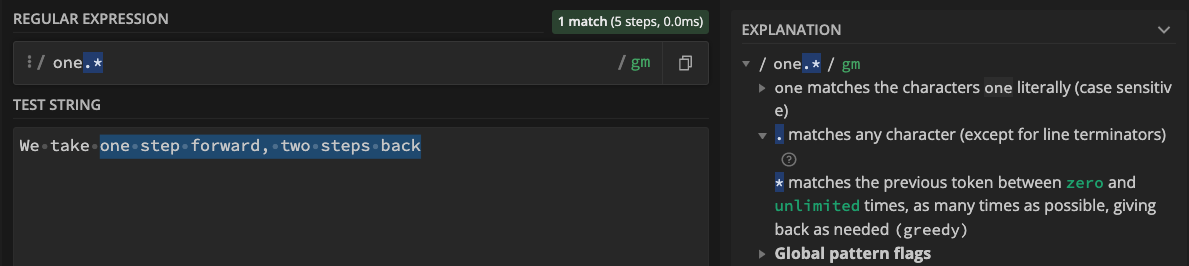 REGULAR EXPRESSION
1 match (5 steps, 0.0ms)
/ one.* / gm
TEST STRING
We take one step forward, two steps back
EXPLANATION
/ one.* / gm
one matches the characters one literally (case sensitiv
e)
. matches any character (except for line terminators)
?
* matches the previous token between zero and
unlimited times, as many times as possible, giving
back as needed (greedy)
Global pattern flags